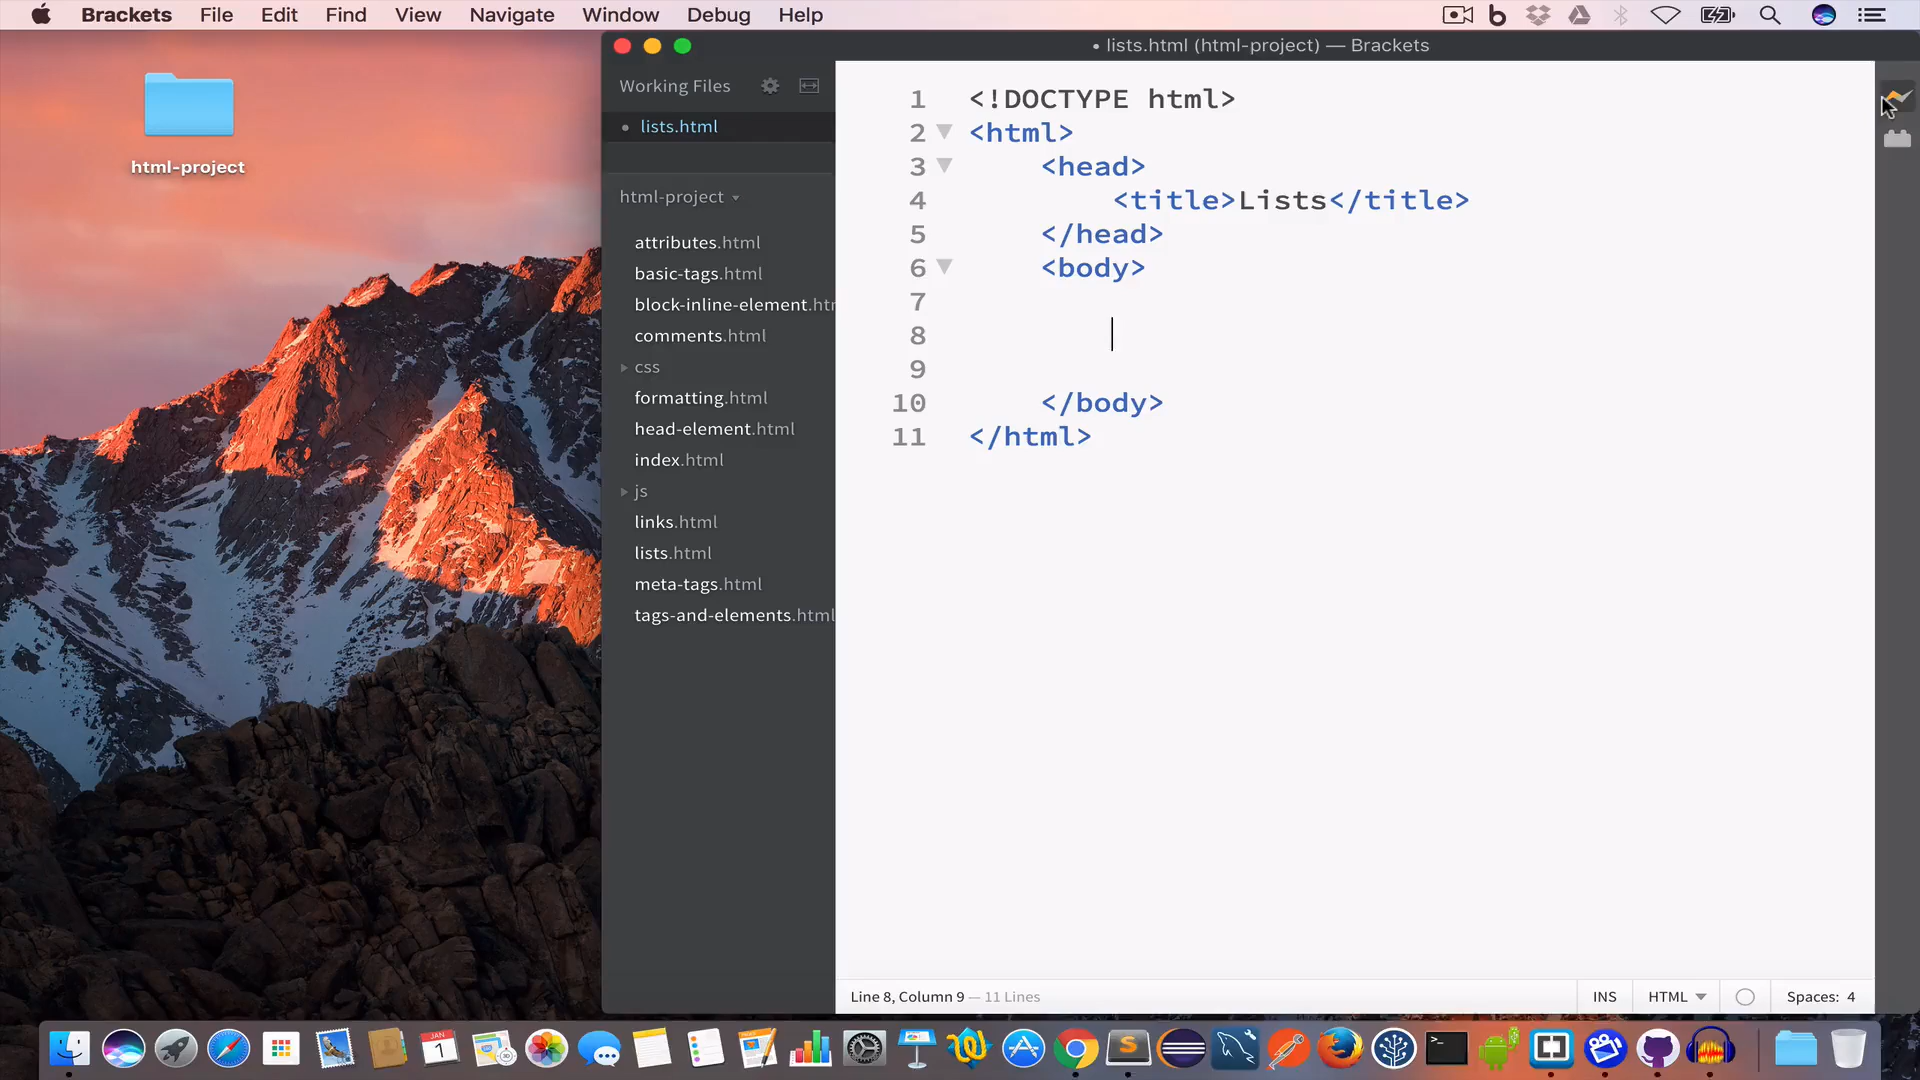 Brackets File Edit Find View Navigate Window Debug Help
• lists.html (html-project) — Brackets
html-project
Working Files
• lists.html
html-project
attributes.html
basic-tags.html
block-inline-element.htm
comments.html
css
formatting.html
head-element.html
index.html
js
links.html
lists.html
meta-tags.html
tags-and-elements.html
1 <!DOCTYPE html>
2 <html>
3 <head>
4 <title>Lists</title>
5 </head>
6 <body>
7
8
9
10 </body>
11 </html>
Line 8, Column 9 — 11 Lines
INS
HTML
Spaces: 4
JAN
1